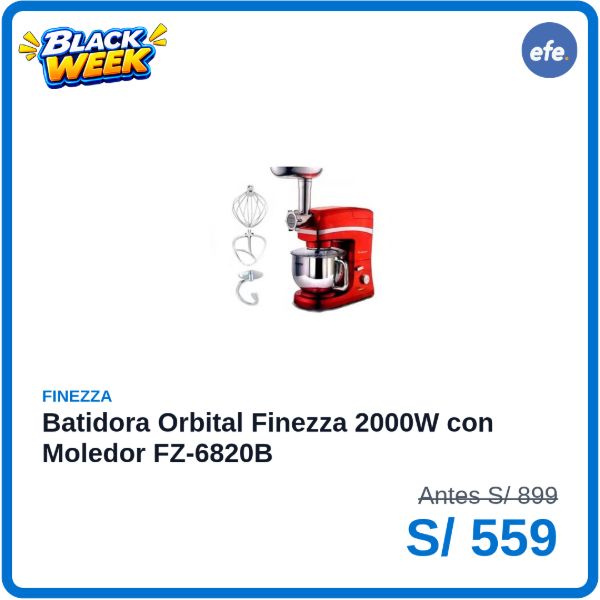 BLACK
WEEK
efe.
FINEZZA
Batidora Orbital Finezza 2000W con
Moledor FZ-6820B
Antes S/ 899
S/ 559